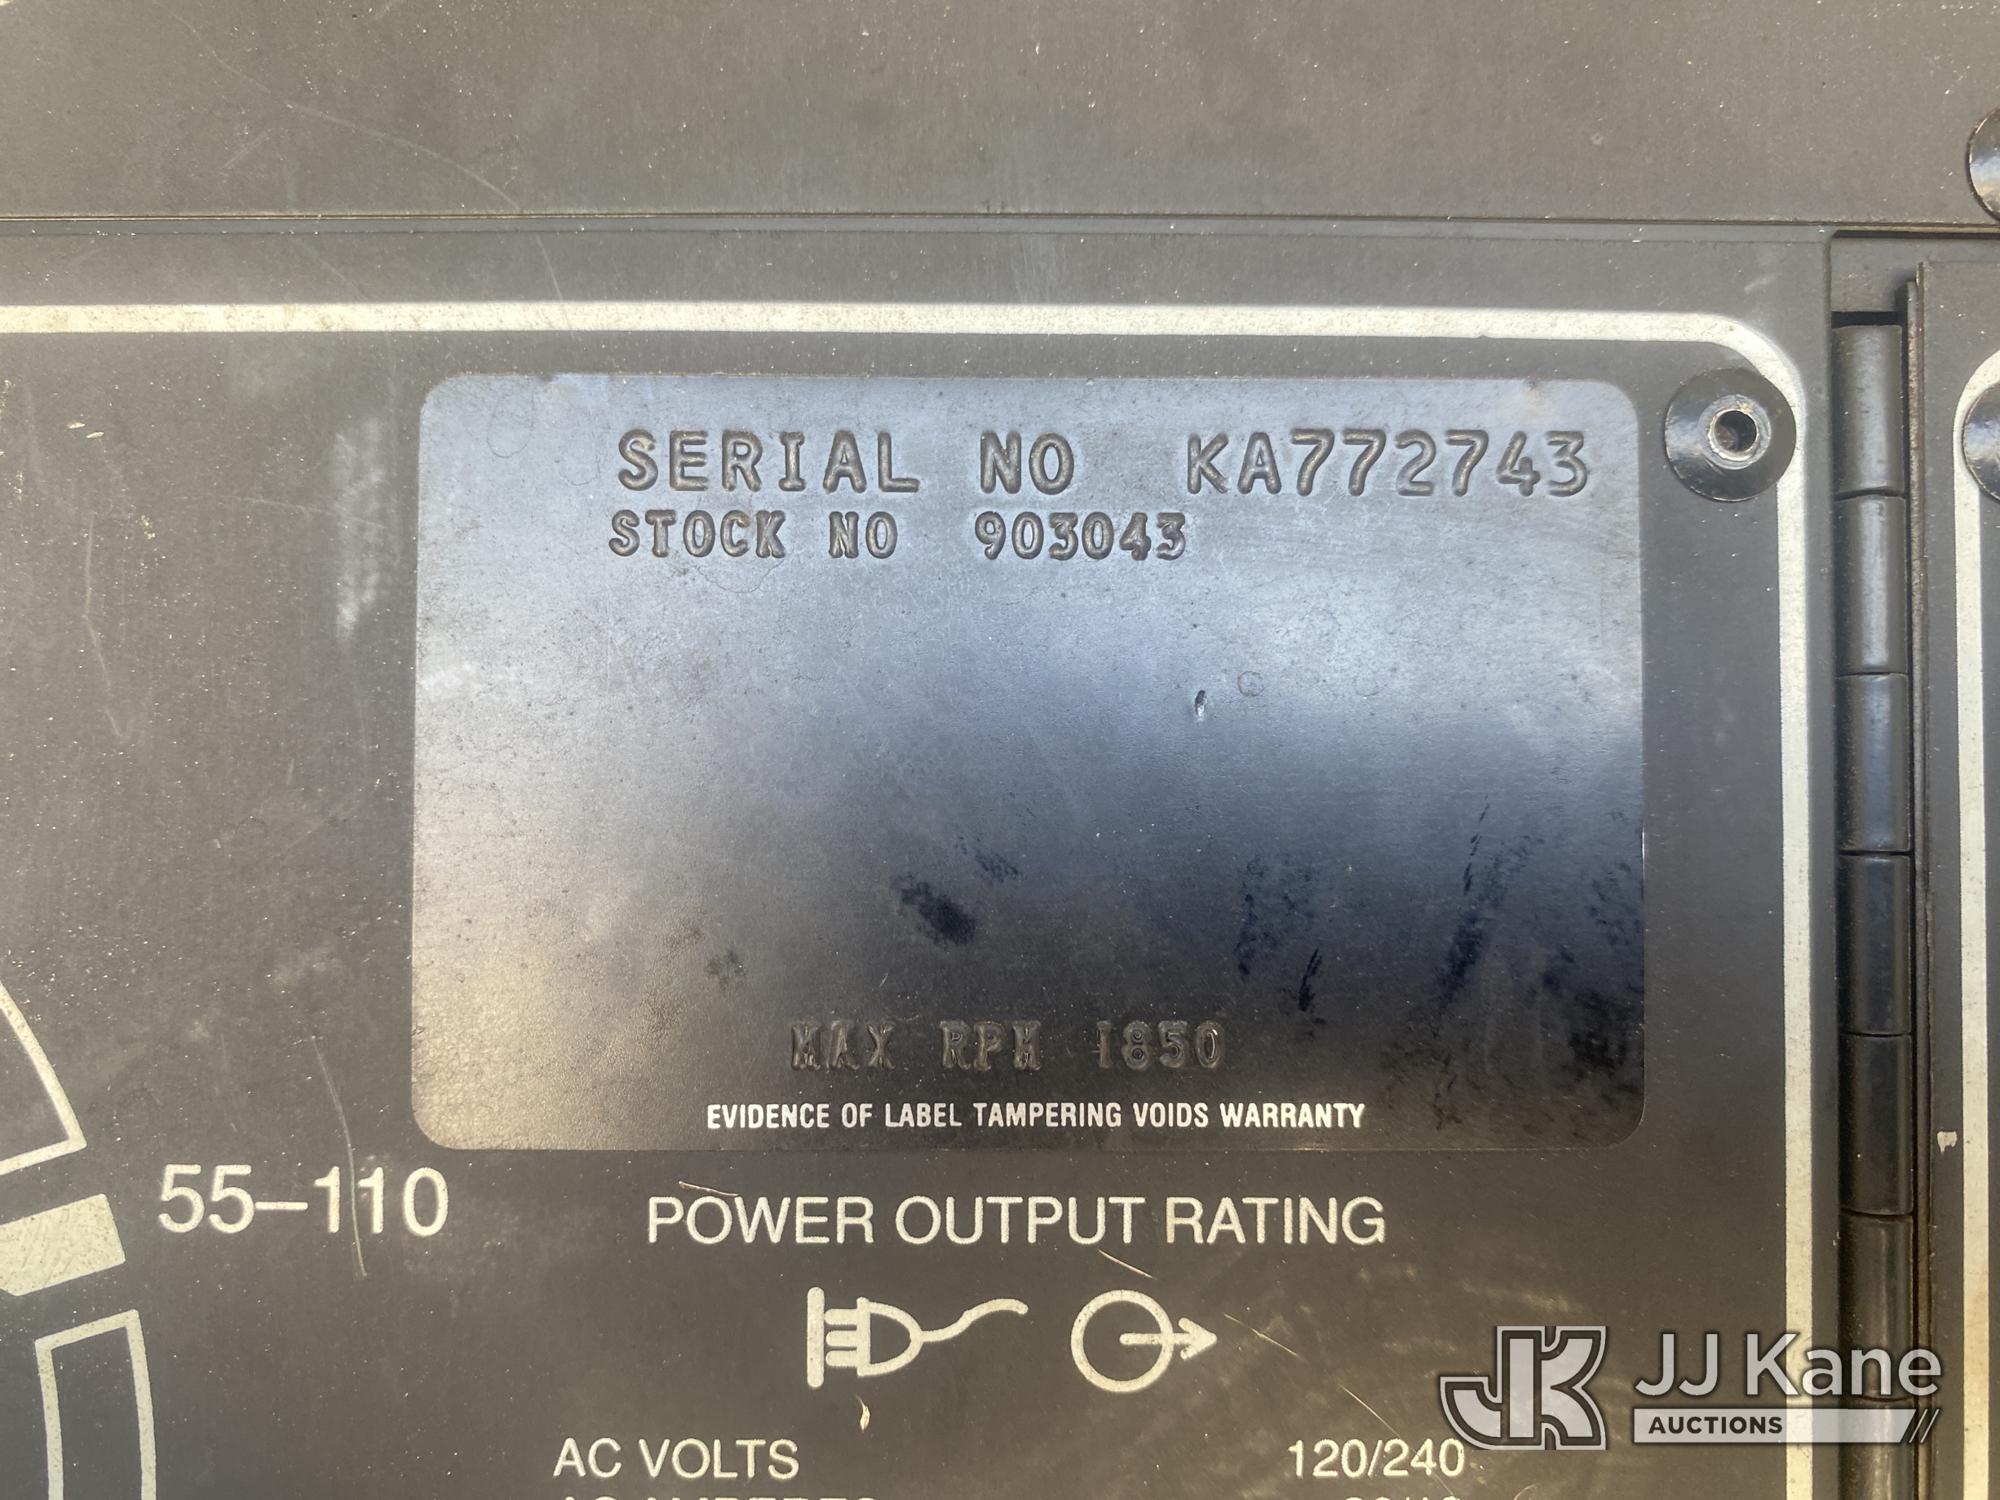 SERIAL NO KA772743
STOCK NO 903043
MAX RPM 1850
EVIDENCE OF LABEL TAMPERING VOIDS WARRANTY
55-110
POWER OUTPUT RATING
AC VOLTS 120/240
JJ Kane
AUCTIONS